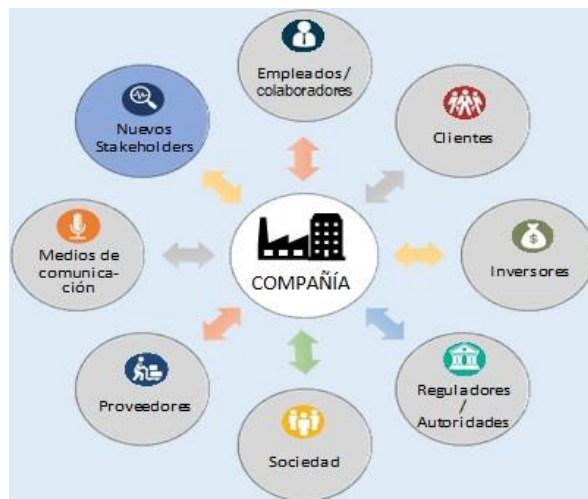 Empleados/
colaboradores
Nuevos
Stakeholders
Clientes
Medios de
comunica-
ción
COMPAÑÍA
Inversores
Proveedores
Reguladores
/
Autoridades
Sociedad